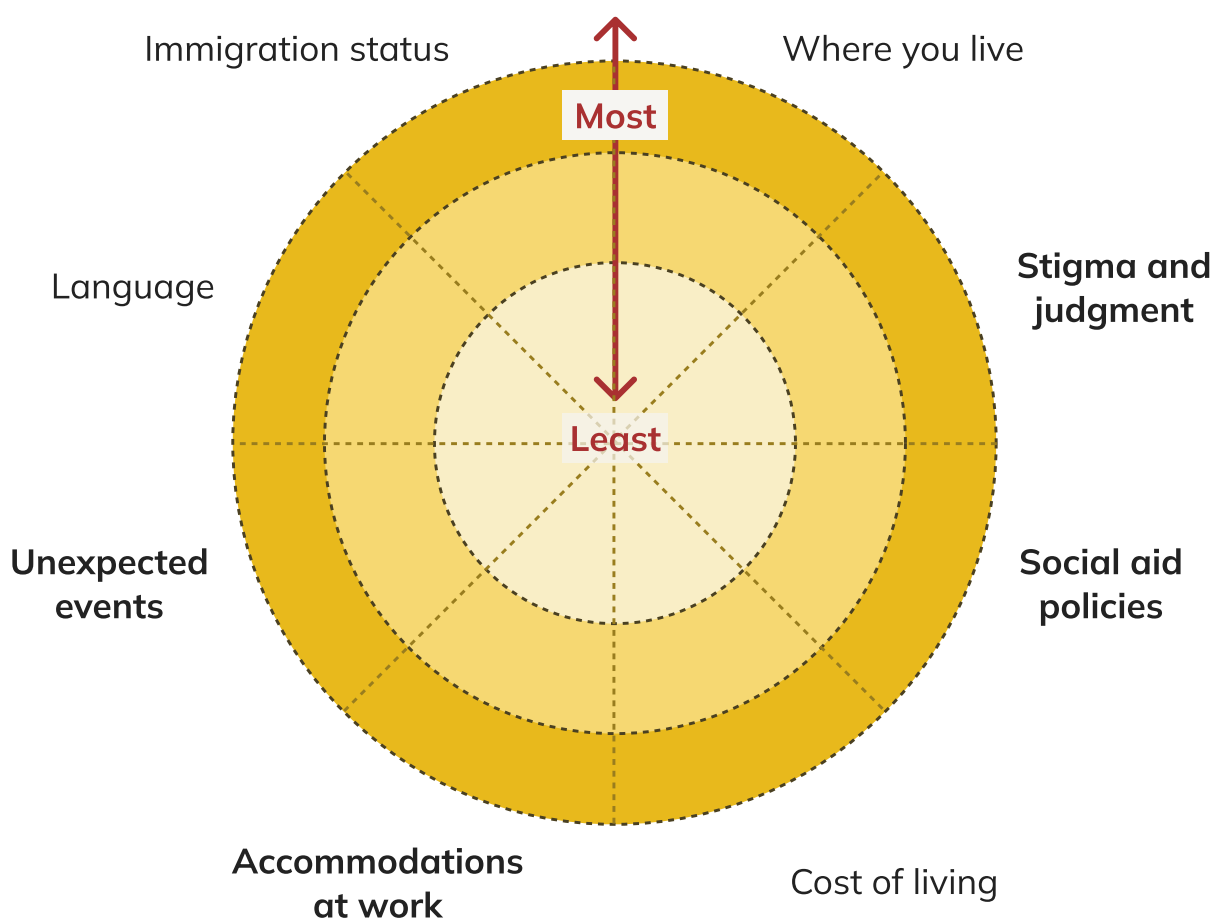 Immigration status
Where you live
Most
Language
Stigma and
judgment
Least
Unexpected
events
Social aid
policies
Accommodations
at work
Cost of living